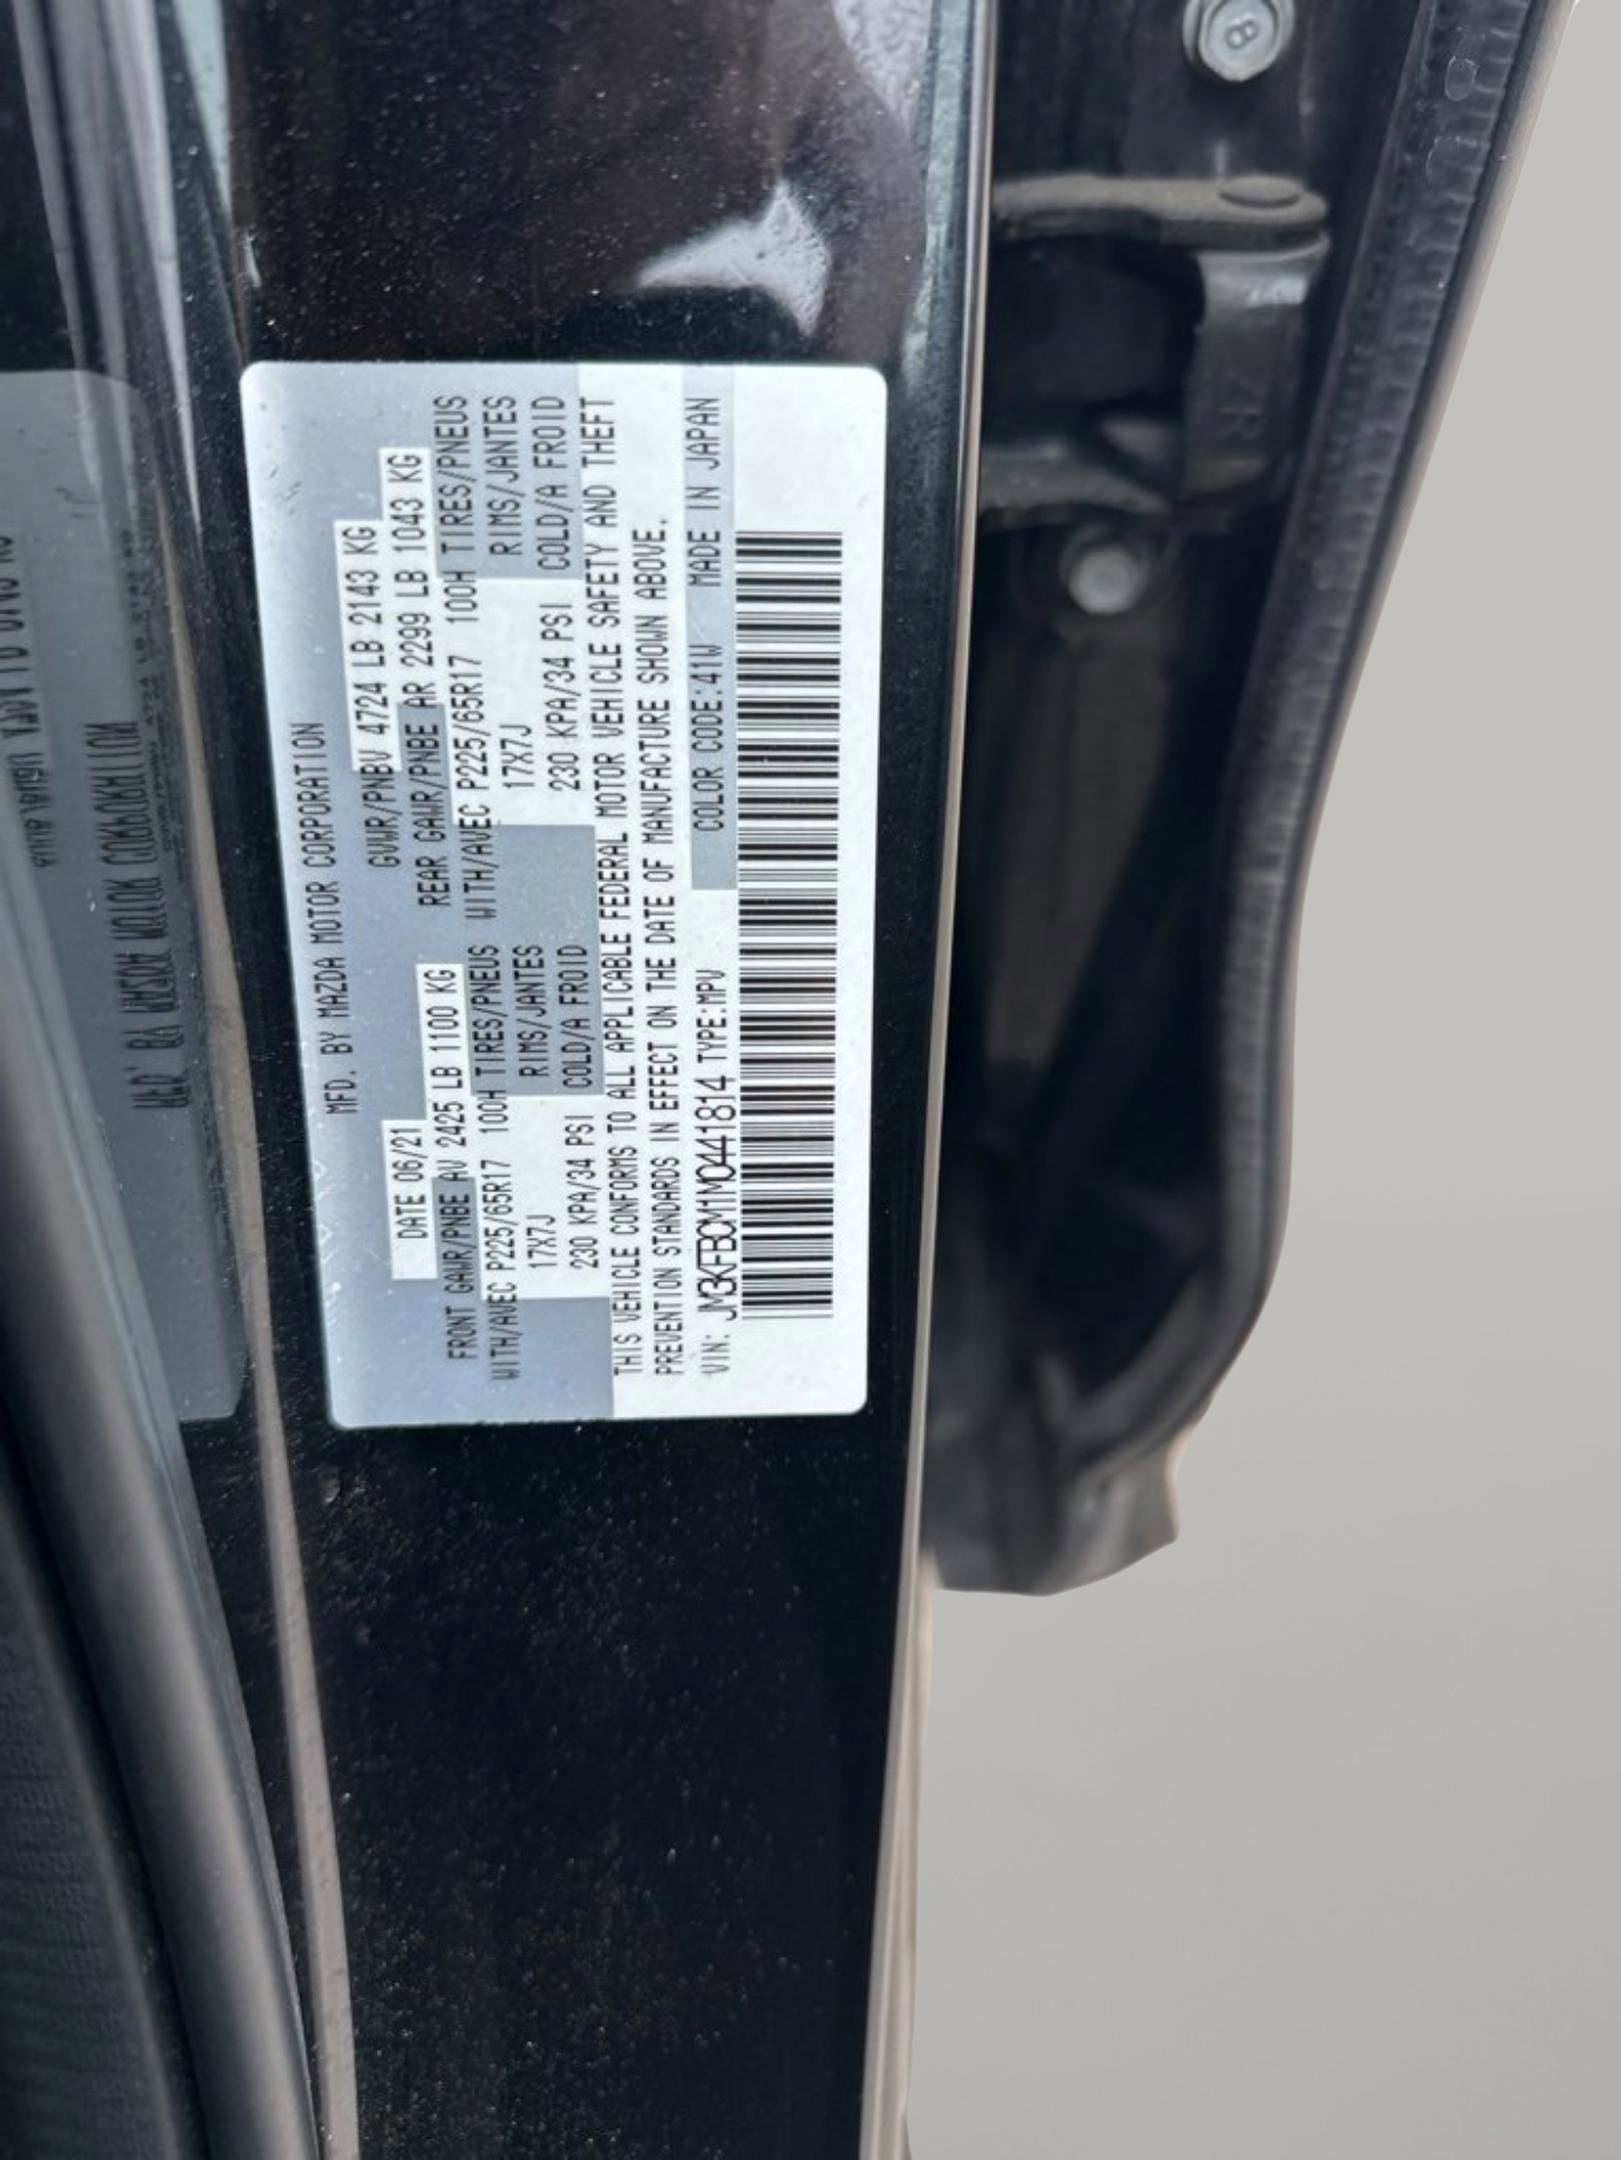 MFD. BY MAZDA MOTOR CORPORATION
DATE 06/21 GVWR/PNBV 4724 LB 2143 KG
FRONT GAWR/PNBE AV 2425 LB 1100 KG REAR GAWR/PNBE AR 2299 LB 1043 KG
WITH/AVEC P225/65R17 100H TIRES/PNEUS WITH/AVEC P225/65R17 100H TIRES/PNEUS
17X7J RIMS/JANTES 17X7J RIMS/JANTES
230 KPA/34 PSI COLD/A FROID 230 KPA/34 PSI COLD/A FROID
THIS VEHICLE CONFORMS TO ALL APPLICABLE FEDERAL MOTOR VEHICLE SAFETY AND THEFT
PREVENTION STANDARDS IN EFFECT ON THE DATE OF MANUFACTURE SHOWN ABOVE.
VIN: JM3KFBCM1M0441814 TYPE:MPV COLOR CODE:41W MADE IN JAPAN
8